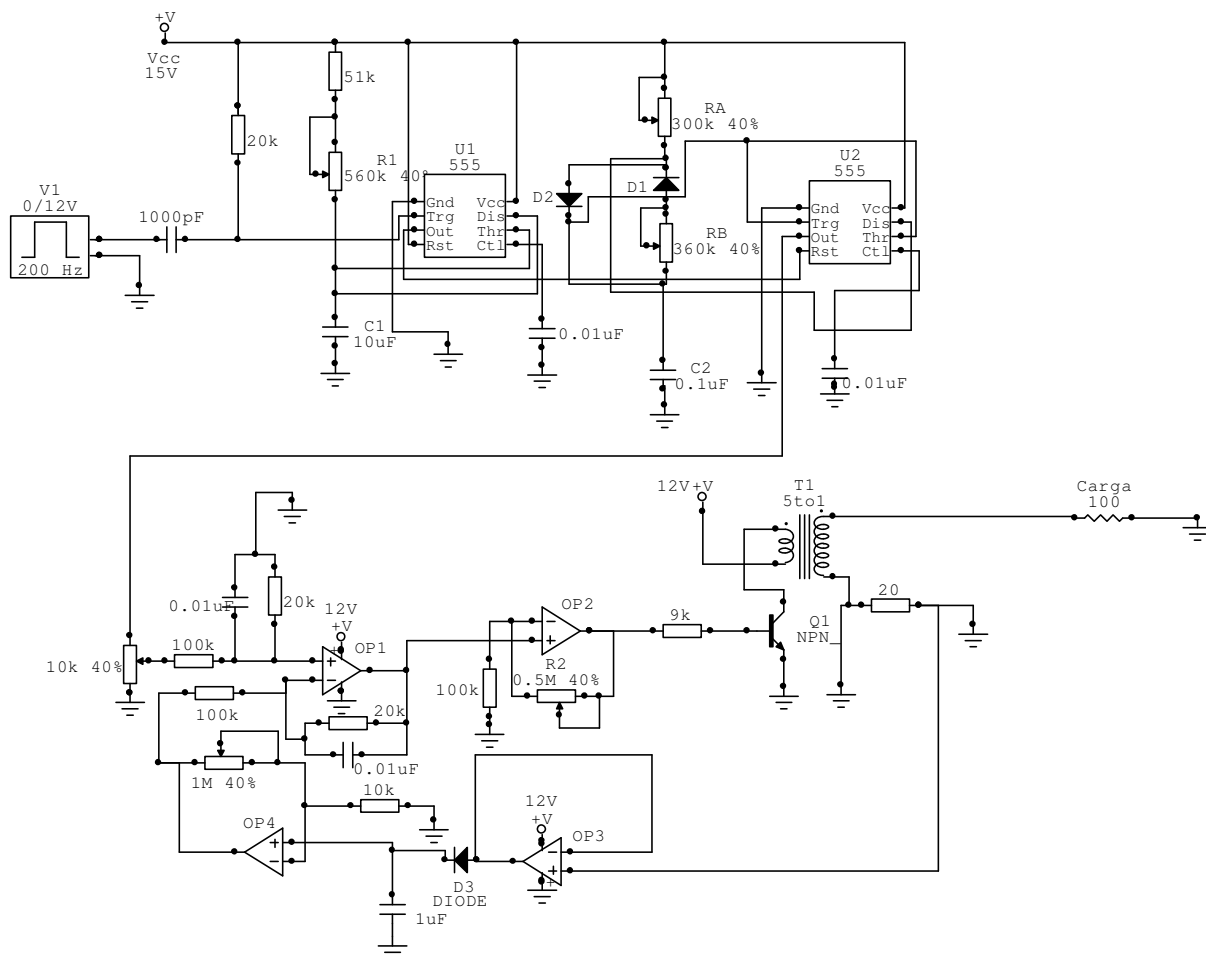 +V
Vcc
15V
51k
20k
R1
560k 40%
U1
555
Gnd
Trg
Out
Rst
Vcc
Dis
Thr
Ctl
V1
0/12V
200 Hz
1000pF
C1
10uF
0.01uF
RA
300k 40%
D2
D1
RB
360k 40%
C2
0.1uF
U2
555
Gnd
Trg
Out
Rst
Vcc
Dis
Thr
Ctl
0.01uF
12V
+V
T1
5to1
Carga
100
0.01uF
20k
12V
+V
OP1
+
−
+
100k
10k 40%
100k
20k
0.01uF
1M 40%
10k
OP2
−
+
100k
R2
0.5M 40%
9k
Q1
NPN_
20
OP4
+
−
D3
DIODE
1uF
12V
+V
OP3
−
+
+